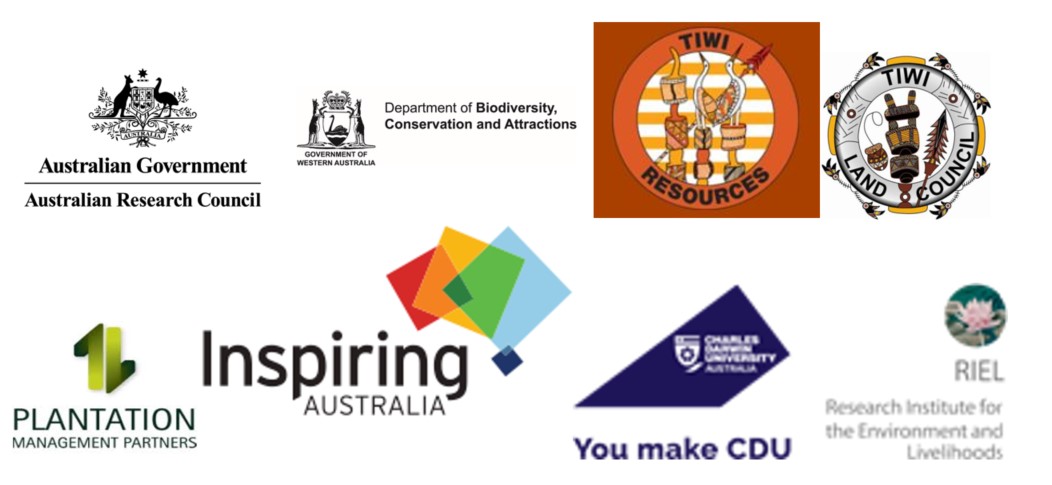 AUSTRALIA
Australian Government
Australian Research Council
GOVERNMENT OF
WESTERN AUSTRALIA
Department of Biodiversity,
Conservation and Attractions
TIWI
RESOURCES
TIWI
LAND COUNCIL
PLANTATION
MANAGEMENT PARTNERS
Inspiring
AUSTRALIA
CHARLES
DARWIN
UNIVERSITY
AUSTRALIA
You make CDU
RIEL
Research Institute for
the Environment and
Livelihoods